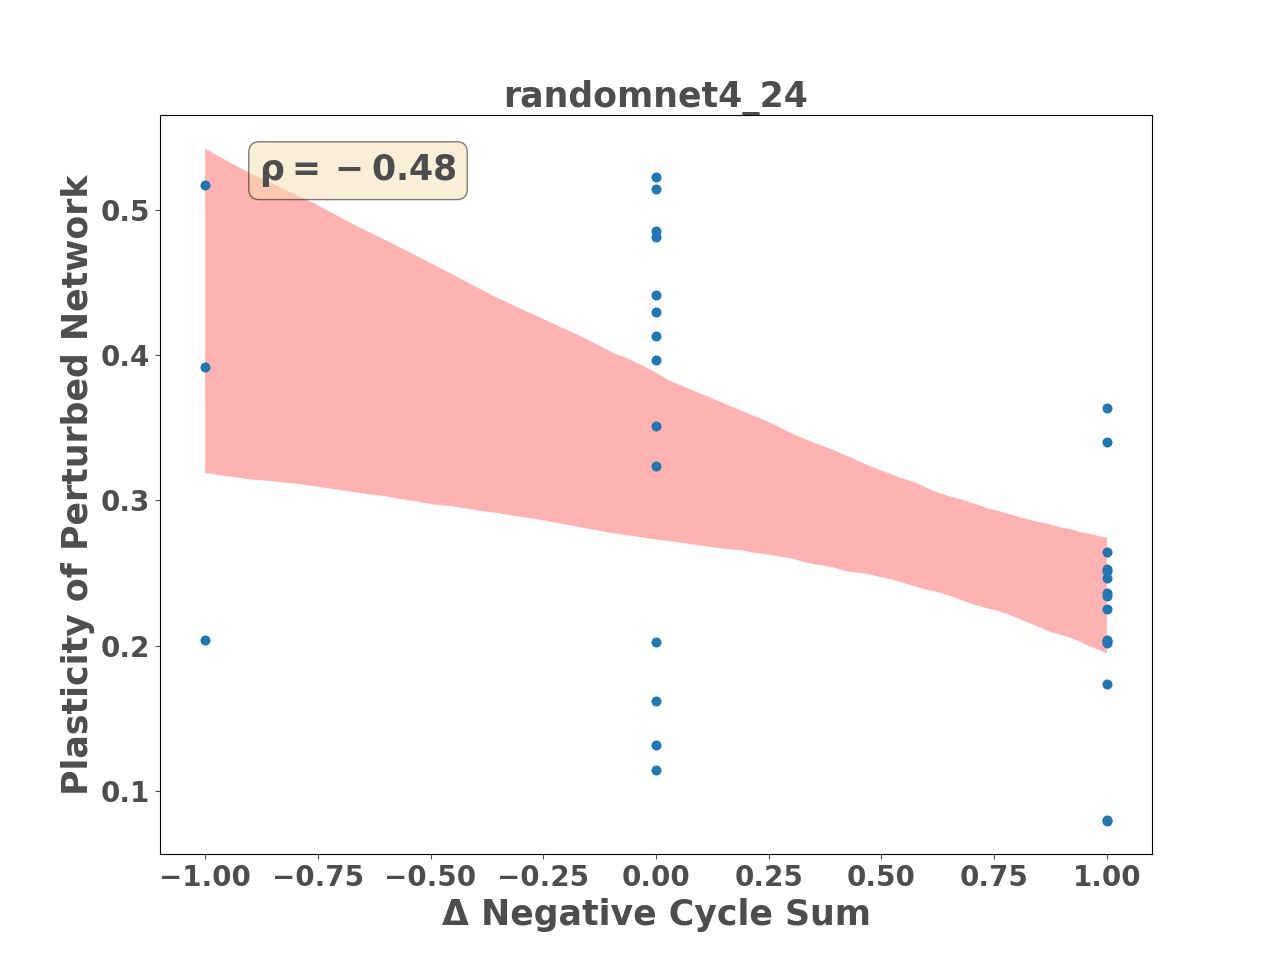 randomnet4_24
ρ = − 0.48
Plasticity of Perturbed Network
0.5
0.4
0.3
0.2
0.1
−1.00 −0.75 −0.50 −0.25 0.00 0.25 0.50 0.75 1.00
Δ Negative Cycle Sum